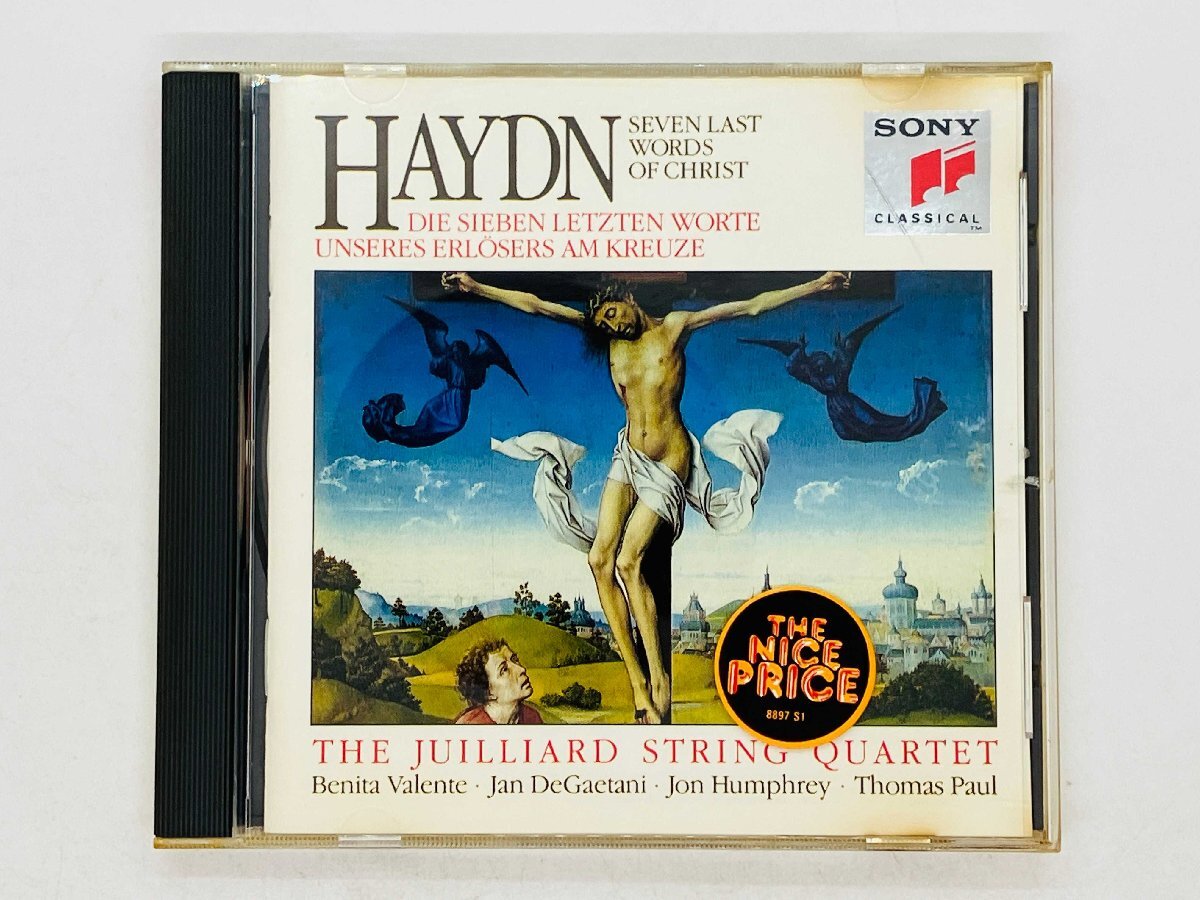 HAYDN
SEVEN LAST
WORDS
OF CHRIST
DIE SIEBEN LETZTEN WORTE
UNSERES ERLÖSERS AM KREUZE
SONY
CLASSICAL
TM
THE
NICE
PRICE
8897 S1
THE JUILLIARD STRING QUARTET
Benita Valente · Jan DeGaetani · Jon Humphrey · Thomas Paul